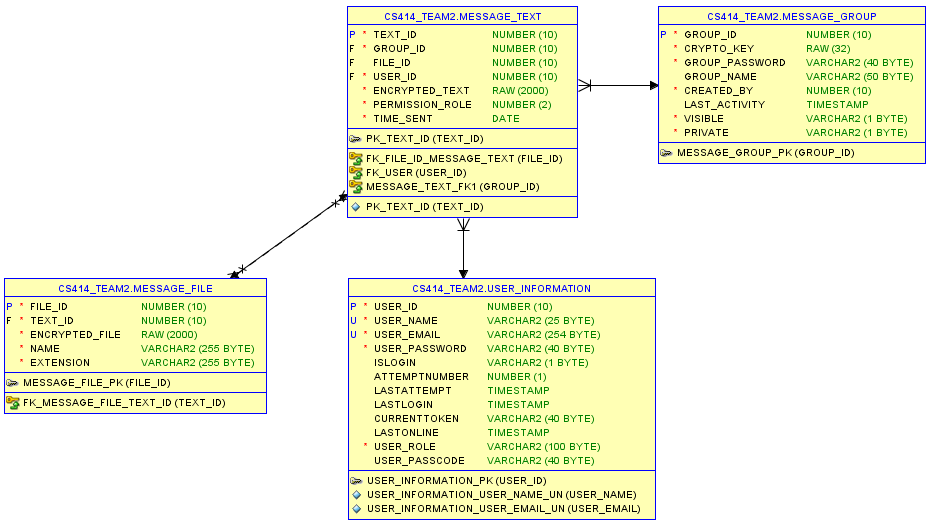 CS414_TEAM2.MESSAGE_TEXT
P * TEXT_ID NUMBER (10)
F * GROUP_ID NUMBER (10)
F FILE_ID NUMBER (10)
F * USER_ID NUMBER (10)
* ENCRYPTED_TEXT RAW (2000)
* PERMISSION_ROLE NUMBER (2)
* TIME_SENT DATE
PK_TEXT_ID (TEXT_ID)
FK_FILE_ID_MESSAGE_TEXT (FILE_ID)
FK_USER (USER_ID)
MESSAGE_TEXT_FK1 (GROUP_ID)
PK_TEXT_ID (TEXT_ID)
CS414_TEAM2.MESSAGE_GROUP
P * GROUP_ID NUMBER (10)
* CRYPTO_KEY RAW (32)
* GROUP_PASSWORD VARCHAR2 (40 BYTE)
GROUP_NAME VARCHAR2 (50 BYTE)
* CREATED_BY NUMBER (10)
LAST_ACTIVITY TIMESTAMP
* VISIBLE VARCHAR2 (1 BYTE)
* PRIVATE VARCHAR2 (1 BYTE)
MESSAGE_GROUP_PK (GROUP_ID)
CS414_TEAM2.MESSAGE_FILE
P * FILE_ID NUMBER (10)
F * TEXT_ID NUMBER (10)
* ENCRYPTED_FILE RAW (2000)
* NAME VARCHAR2 (255 BYTE)
* EXTENSION VARCHAR2 (255 BYTE)
MESSAGE_FILE_PK (FILE_ID)
FK_MESSAGE_FILE_TEXT_ID (TEXT_ID)
CS414_TEAM2.USER_INFORMATION
P * USER_ID NUMBER (10)
U * USER_NAME VARCHAR2 (25 BYTE)
U * USER_EMAIL VARCHAR2 (254 BYTE)
* USER_PASSWORD VARCHAR2 (40 BYTE)
ISLOGIN VARCHAR2 (1 BYTE)
ATTEMPTNUMBER NUMBER (1)
LASTATTEMPT TIMESTAMP
LASTLOGIN TIMESTAMP
CURRENTTOKEN VARCHAR2 (40 BYTE)
LASTONLINE TIMESTAMP
* USER_ROLE VARCHAR2 (100 BYTE)
USER_PASSCODE VARCHAR2 (40 BYTE)
USER_INFORMATION_PK (USER_ID)
USER_INFORMATION_USER_NAME_UN (USER_NAME)
USER_INFORMATION_USER_EMAIL_UN (USER_EMAIL)